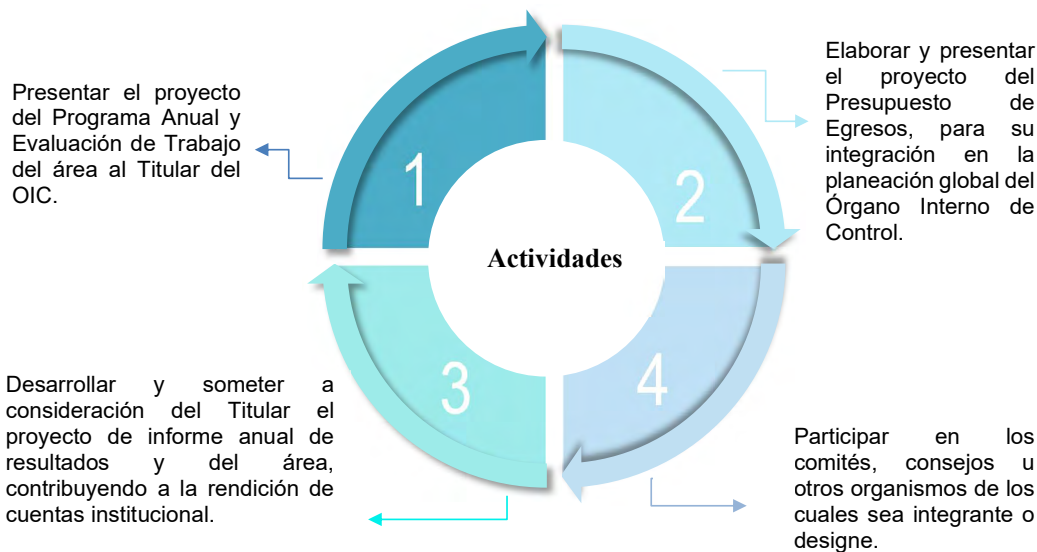 Presentar el proyecto
del Programa Anual y
Evaluación de Trabajo
del área al Titular del
OIC.
1
2
Elaborar y presentar
el proyecto del
Presupuesto de
Egresos, para su
integración en la
planeación global del
Órgano Interno de
Control.
Actividades
Desarrollar y someter a
consideración del Titular el
proyecto de informe anual de
resultados y del área,
contribuyendo a la rendición de
cuentas institucional.
3
4
Participar en los
comités, consejos u
otros organismos de los
cuales sea integrante o
designe.